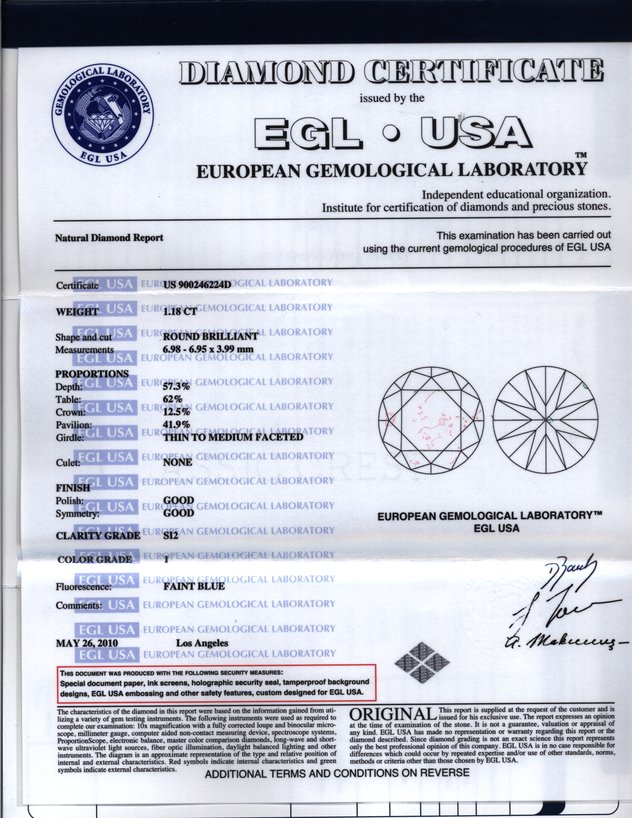 GEMOLOGICAL LABORATORY
EGL USA
DIAMOND CERTIFICATE
issued by the
EGL • USA
EUROPEAN GEMOLOGICAL LABORATORY™
Independent educational organization.
Institute for certification of diamonds and precious stones.
Natural Diamond Report
This examination has been carried out
using the current gemological procedures of EGL USA
Certificate US 900246224D
WEIGHT 1.18 CT
Shape and cut ROUND BRILLIANT
Measurements 6.98 - 6.95 x 3.99 mm
PROPORTIONS
Depth: 57.3%
Table: 62%
Crown: 12.5%
Pavilion: 41.9%
Girdle: THIN TO MEDIUM FACETED
Culet: NONE
FINISH
Polish: GOOD
Symmetry: GOOD
EUROPEAN GEMOLOGICAL LABORATORY™
EGL USA
CLARITY GRADE SI2
COLOR GRADE I
Fluorescence: FAINT BLUE
Comments:
EGL USA EUROPEAN GEMOLOGICAL LABORATORY
MAY 26, 2010 Los Angeles
EGL USA EUROPEAN GEMOLOGICAL LABORATORY
THIS DOCUMENT WAS PRODUCED WITH THE FOLLOWING SECURITY MEASURES:
Special document paper, ink screens, holographic security seal, tamperproof background
designs, EGL USA embossing and other safety features, custom designed for EGL USA.
The characteristics of the diamond in this report were based on the information gained from uti-
lizing a variety of gem testing instruments. The following instruments were used as required to
complete our examination: 10x magnification with a fully corrected loupe and binocular micro-
scope, millimeter gauge, computer aided non-contact measuring device, spectroscope systems,
ProportionScope, electronic balance, master color comparison diamonds, long-wave and short-
wave ultraviolet light sources, fiber optic illumination, daylight balanced lighting and other
instruments. The diagram is an approximate representation of the type and relative position of
internal and external characteristics. Red symbols indicate internal characteristics and green
symbols indicate external characteristics.
ORIGINAL This report is supplied at the request of the customer and is
issued for his exclusive use. The report expresses an opinion
at the time of examination of the stone. It is not a guarantee, valuation or appraisal of
any kind. EGL USA has made no representation or warranty regarding this report or the
diamond described. Since diamond grading is not an exact science this report represents
only the best professional opinion of this company. EGL USA is in no case responsible for
differences which could occur by repeated expertise and/or use of other standards, norms,
methods or criteria other than those chosen by EGL USA.
ADDITIONAL TERMS AND CONDITIONS ON REVERSE